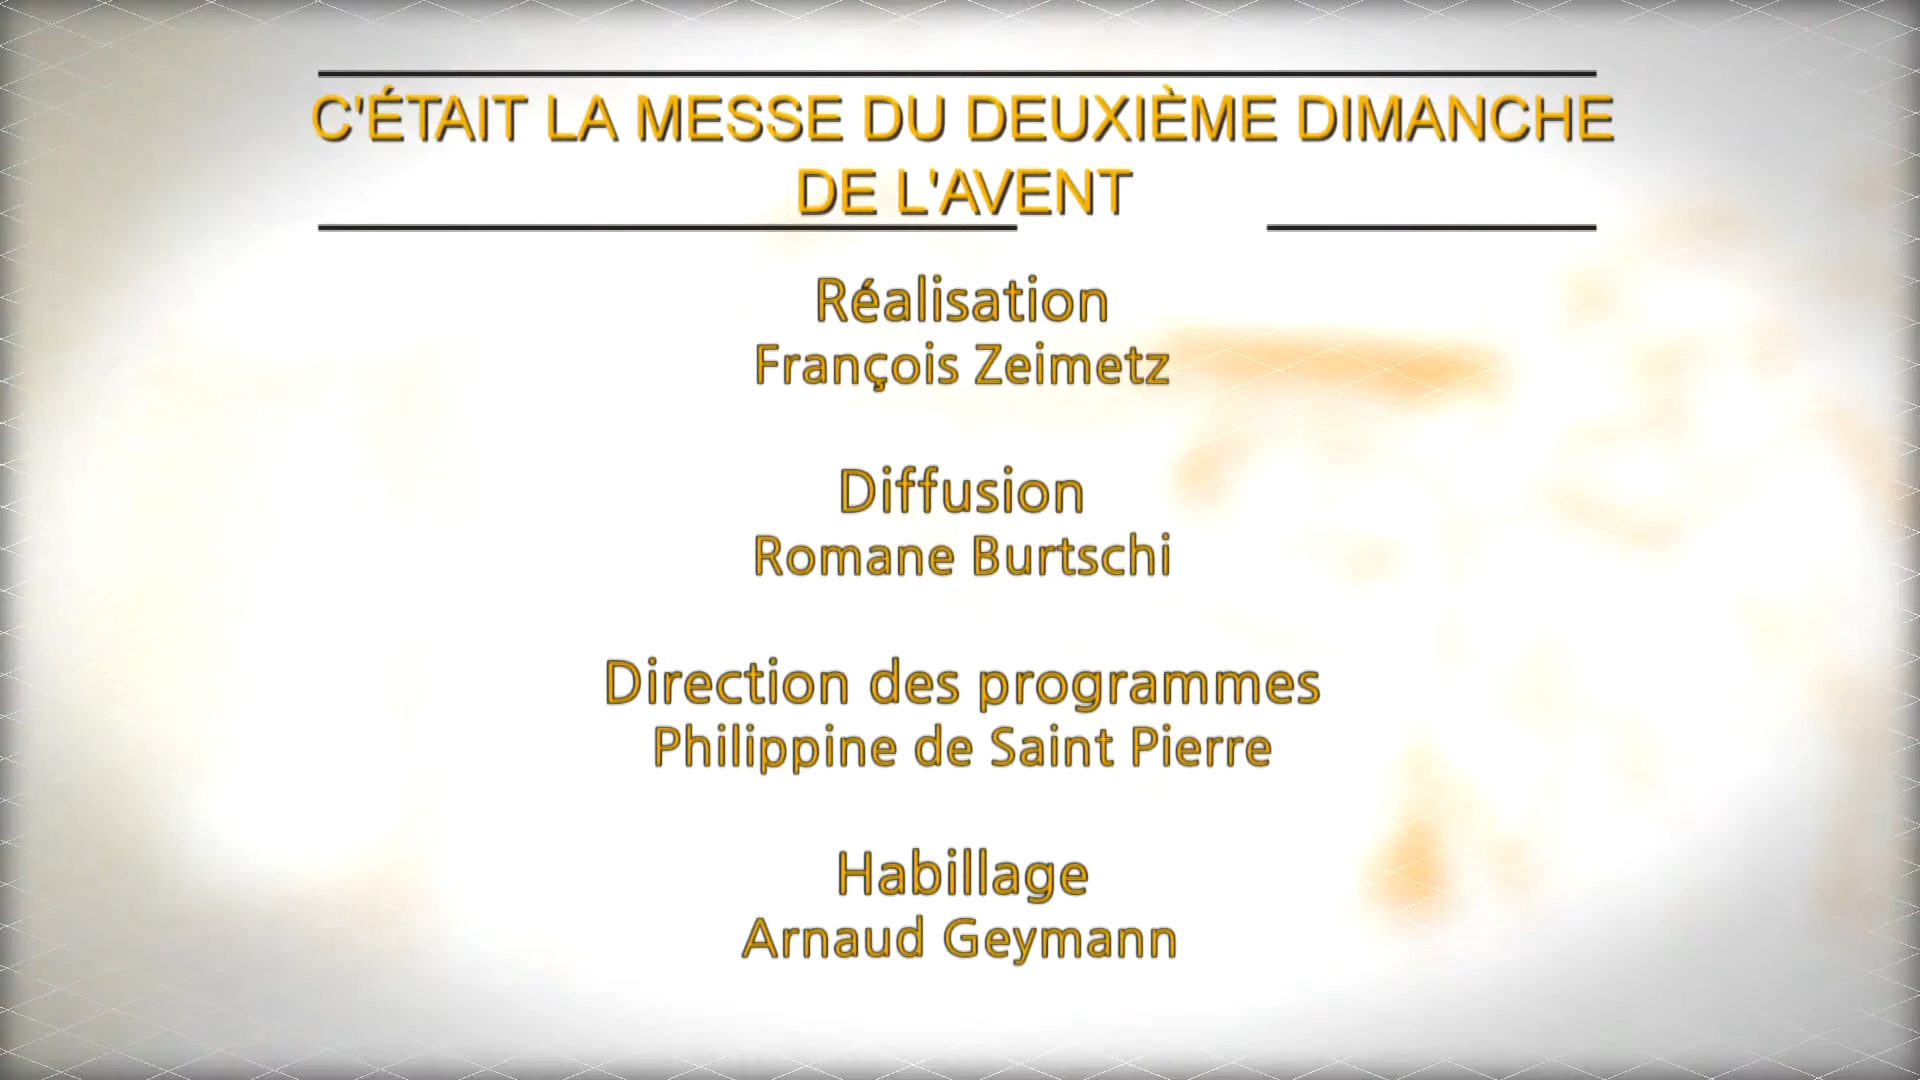 C'ÉTAIT LA MESSE DU DEUXIÈME DIMANCHE
DE L'AVENT
Réalisation
François Zeimetz
Diffusion
Romane Burtschi
Direction des programmes
Philippine de Saint Pierre
Habillage
Arnaud Geymann